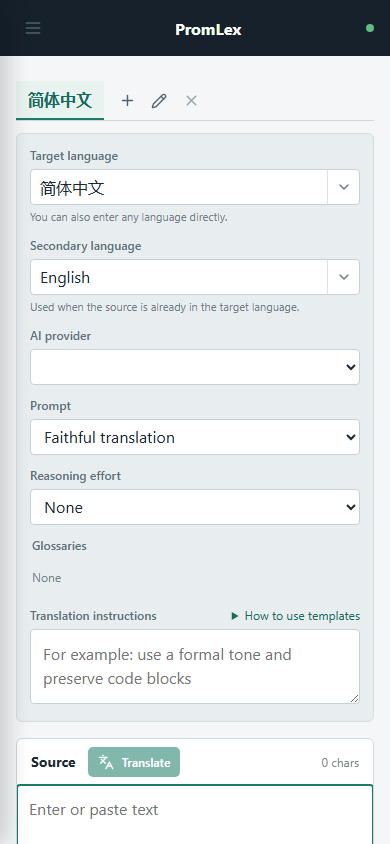 PromLex
简体中文
Target language
简体中文
You can also enter any language directly.
Secondary language
English
Used when the source is already in the target language.
AI provider
Prompt
Faithful translation
Reasoning effort
None
Glossaries
None
Translation instructions
How to use templates
For example: use a formal tone and
preserve code blocks
Source
Translate
0 chars
Enter or paste text